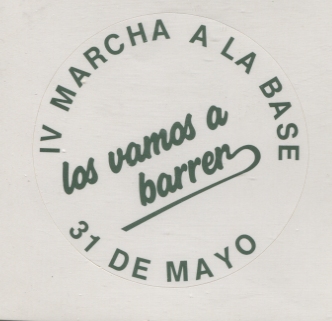 IV MARCHA A LA BASE
los vamos a
barrer
31 DE MAYO